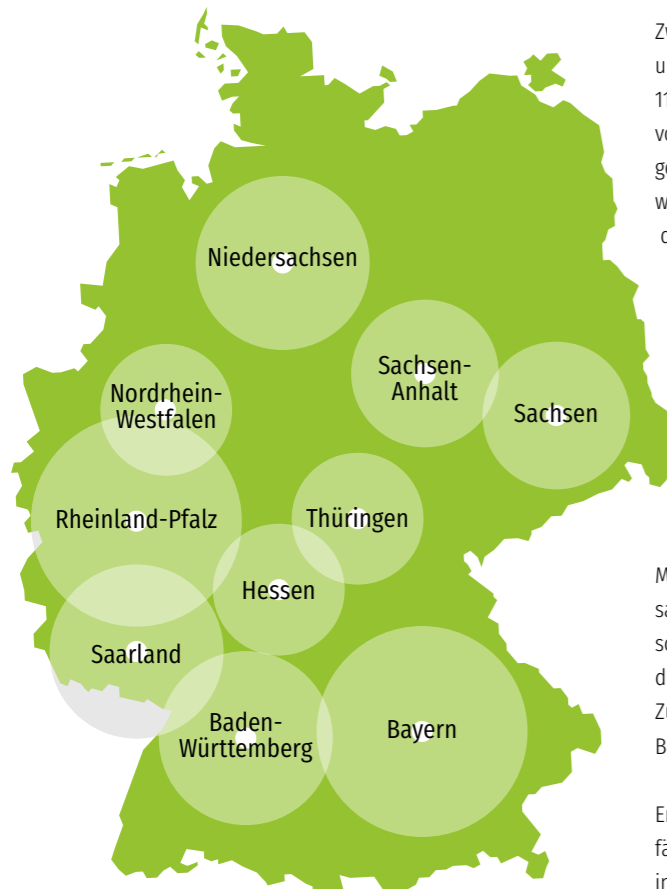 Niedersachsen
Sachsen-
Anhalt
Nordrhein-
Westfalen
Sachsen
Rheinland-Pfalz
Thüringen
Hessen
Saarland
Baden-
Württemberg
Bayern